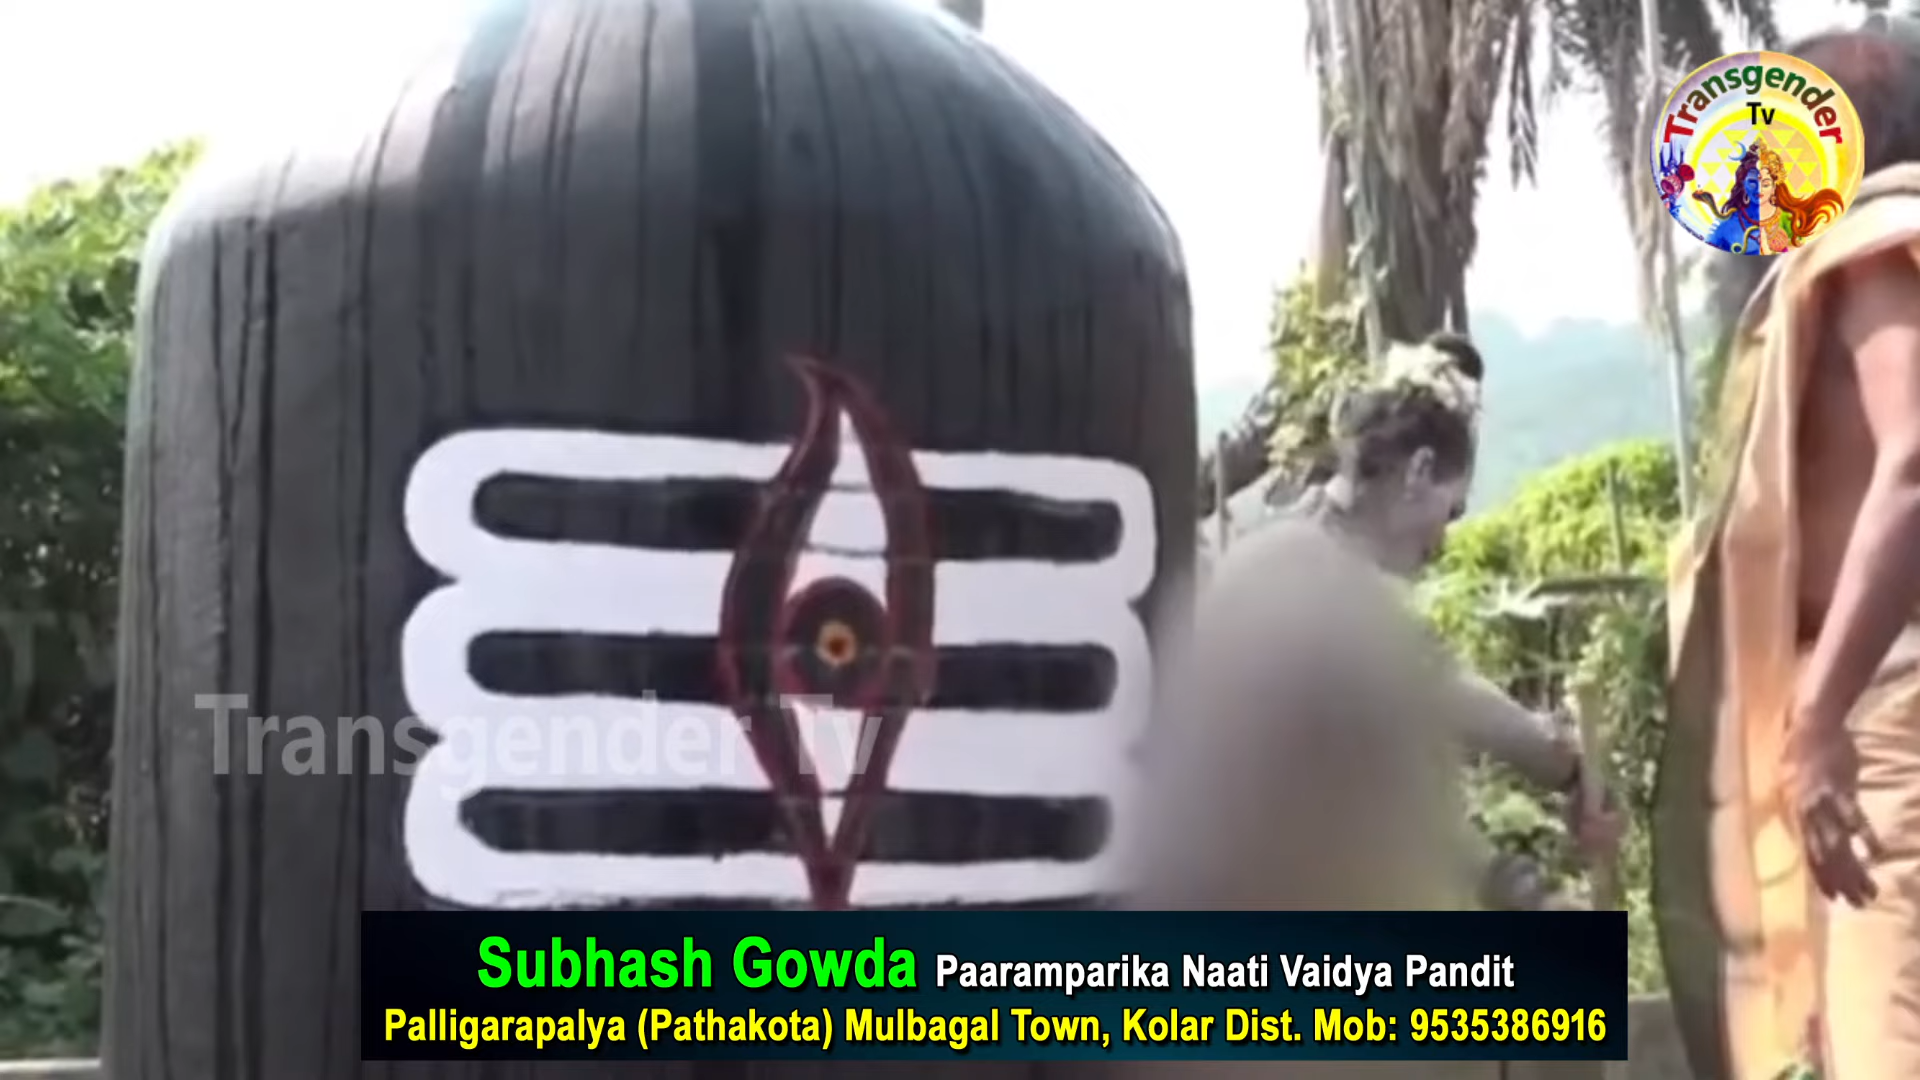 Transgender
Tv
Transgender Tv
Subhash Gowda Paaramparika Naati Vaidya Pandit
Palligarapalya (Pathakota) Mulbagal Town, Kolar Dist. Mob: 9535386916